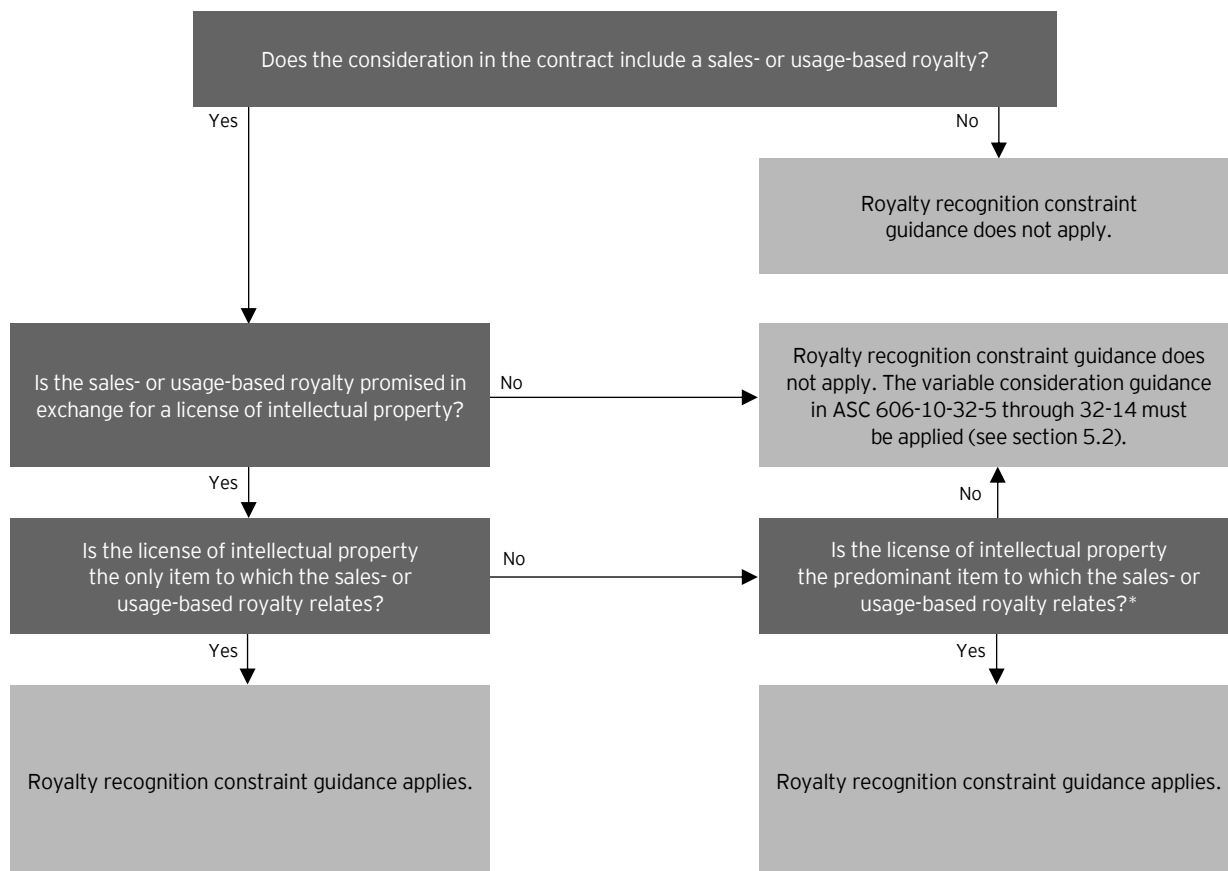 Does the consideration in the contract include a sales- or usage-based royalty?
Yes
No
Royalty recognition constraint
guidance does not apply.
Is the sales- or usage-based royalty promised in
exchange for a license of intellectual property?
No
Royalty recognition constraint guidance does
not apply. The variable consideration guidance
in ASC 606-10-32-5 through 32-14 must
be applied (see section 5.2).
Yes
No
Is the license of intellectual property
the only item to which the sales- or
usage-based royalty relates?
No
Is the license of intellectual property
the predominant item to which the sales- or
usage-based royalty relates?*
Yes
Yes
Royalty recognition constraint guidance applies.
Royalty recognition constraint guidance applies.